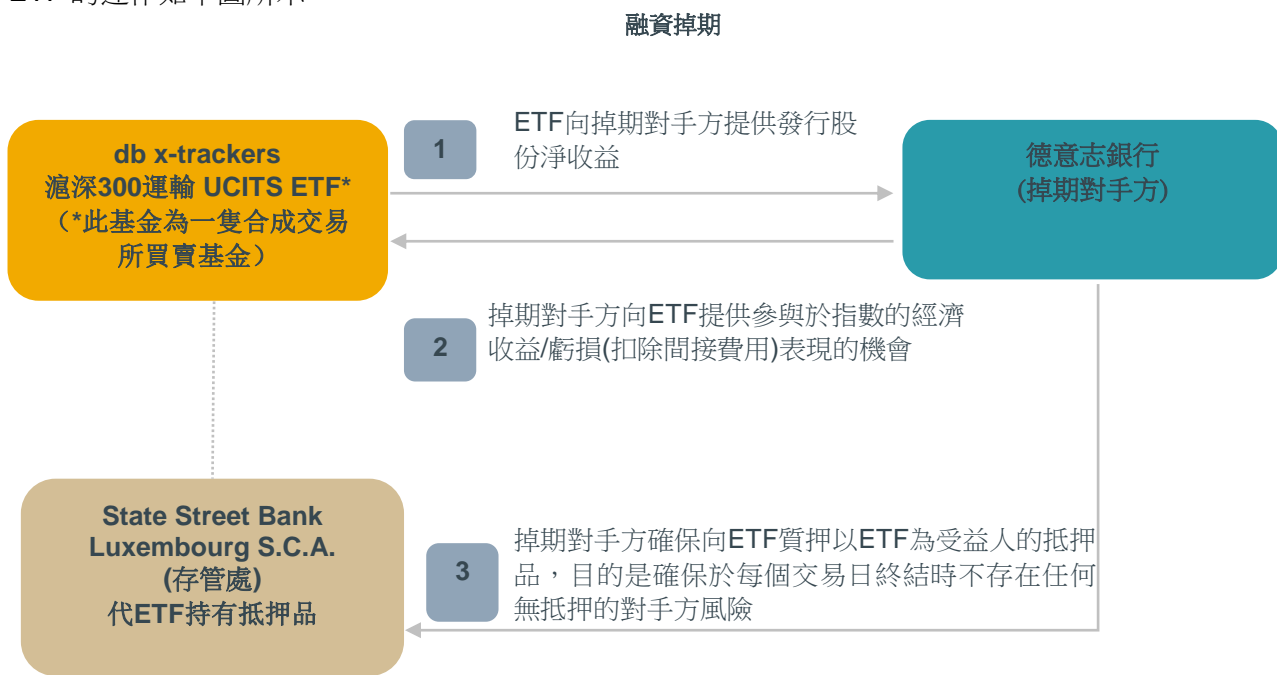 融資掉期
db x-trackers
滬深300運輸 UCITS ETF*
（*此基金為一隻合成交易
所買賣基金）
1
ETF向掉期對手方提供發行股
份淨收益
德意志銀行
(掉期對手方)
2
掉期對手方向ETF提供參與於指數的經濟
收益/虧損(扣除間接費用)表現的機會
State Street Bank
Luxembourg S.C.A.
(存管處)
代ETF持有抵押品
3
掉期對手方確保向ETF質押以ETF為受益人的抵押
品，目的是確保於每個交易日終結時不存在任何
無抵押的對手方風險